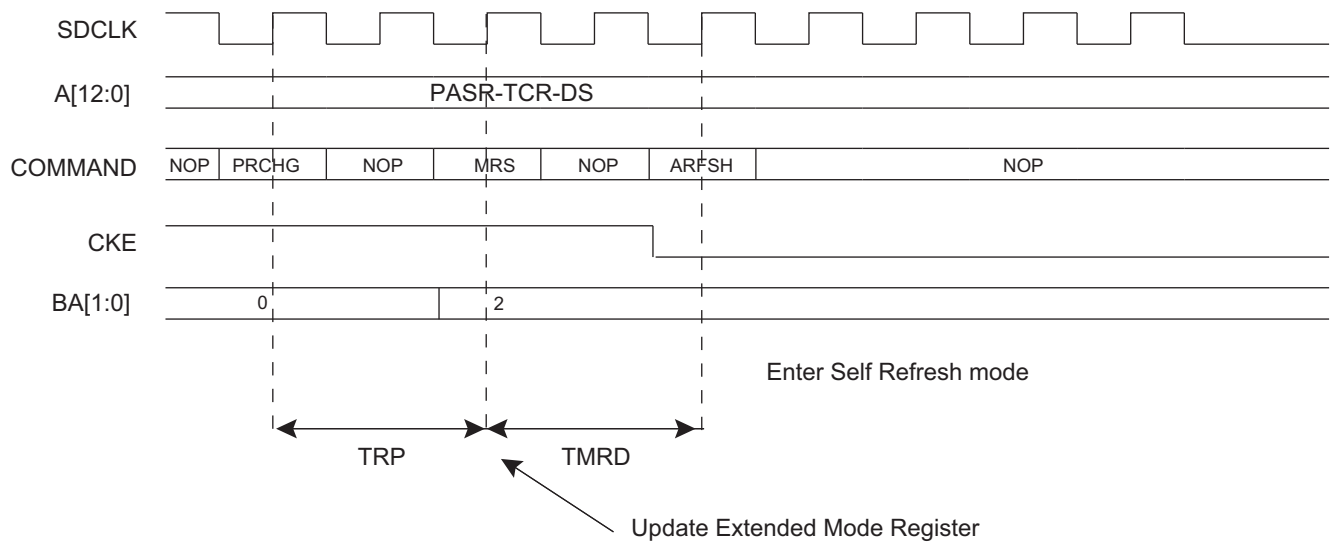 SDCLK
A[12:0] PASR-TCR-DS
COMMAND NOP PRCHG NOP MRS NOP ARFSH NOP
CKE
BA[1:0] 0 2
Enter Self Refresh mode
TRP TMRD
Update Extended Mode Register